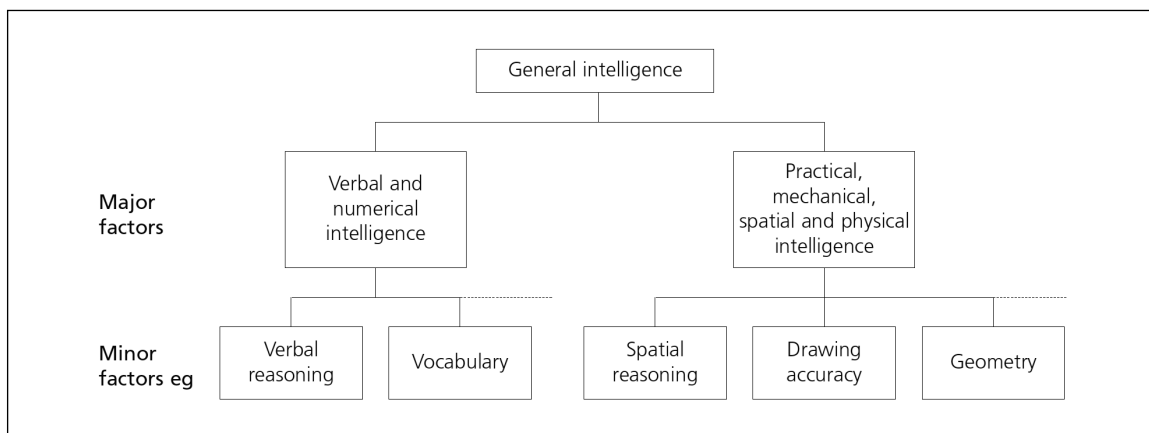 General intelligence
Major
factors
Verbal and
numerical
intelligence
Practical,
mechanical,
spatial and physical
intelligence
Minor
factors eg
Verbal
reasoning
Vocabulary
Spatial
reasoning
Drawing
accuracy
Geometry